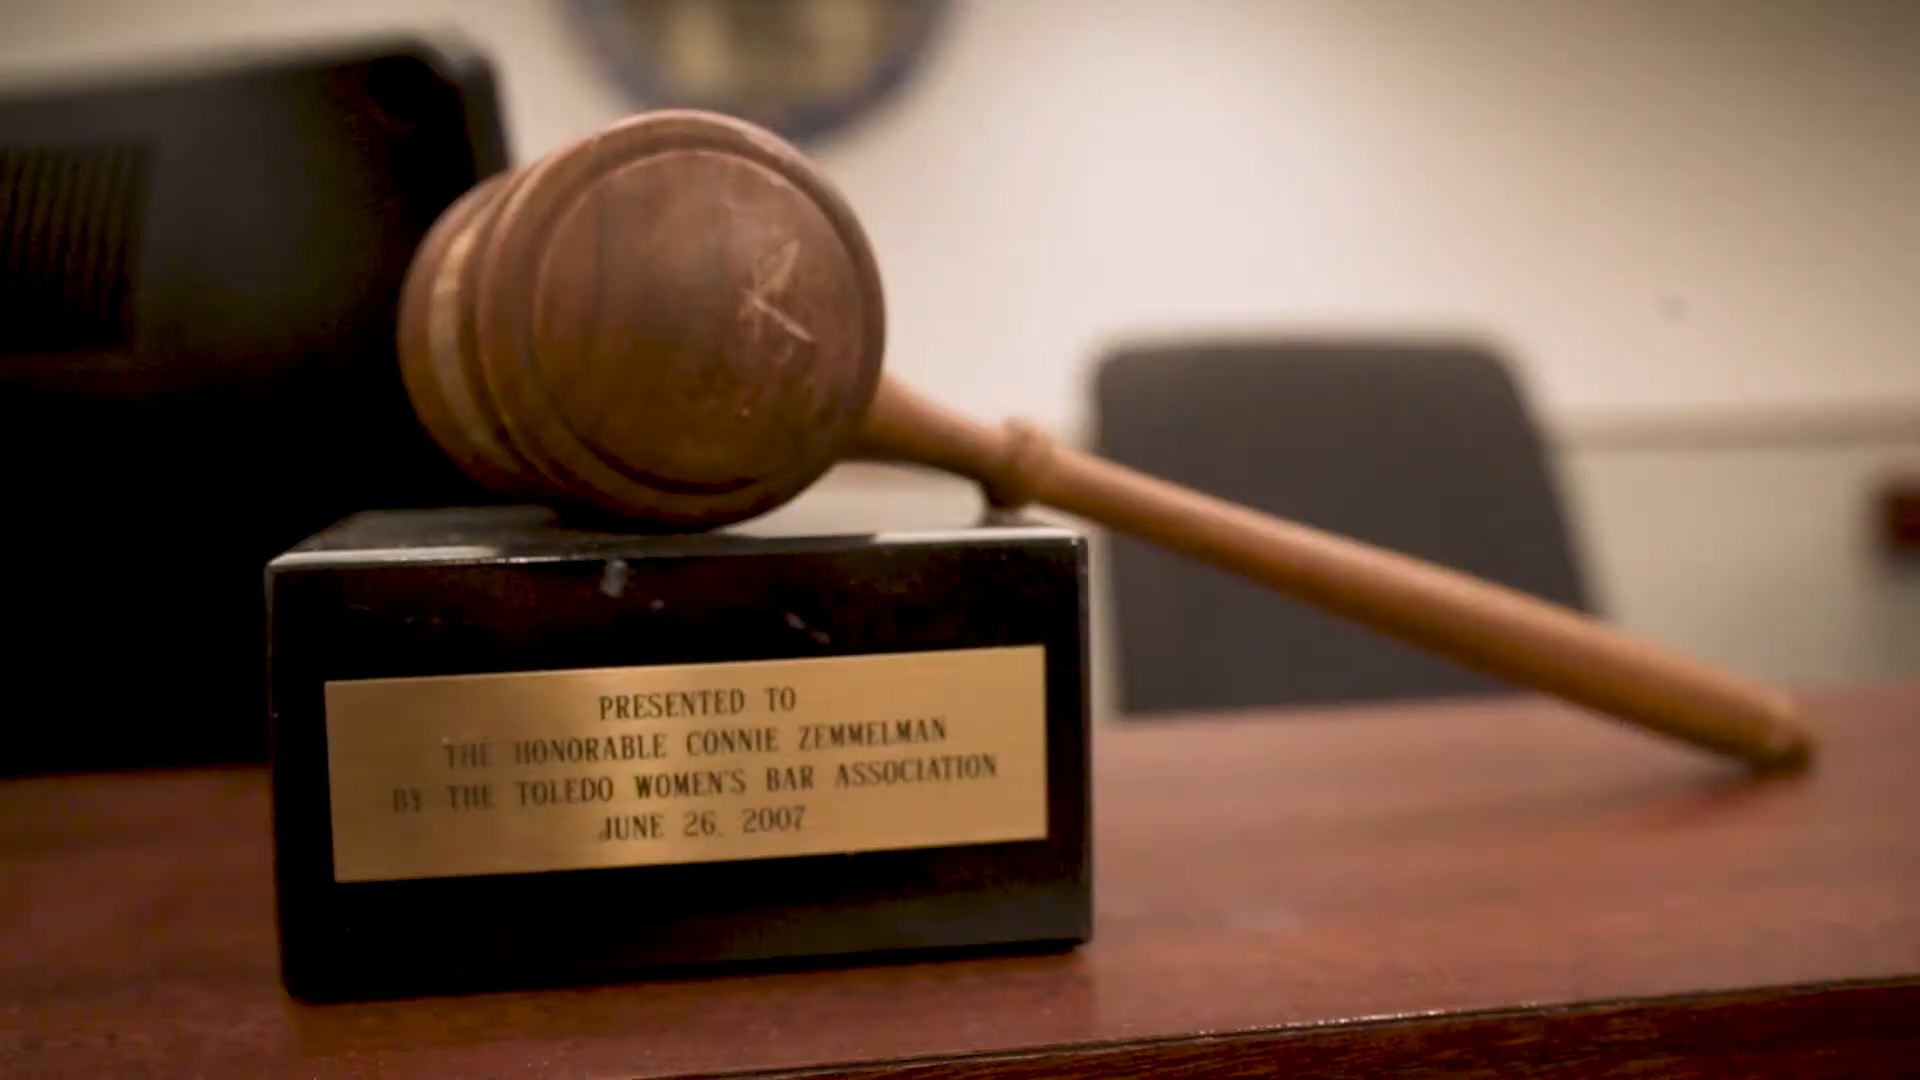 PRESENTED TO
THE HONORABLE CONNIE ZEMMELMAN
BY THE TOLEDO WOMEN'S BAR ASSOCIATION
JUNE 26, 2007